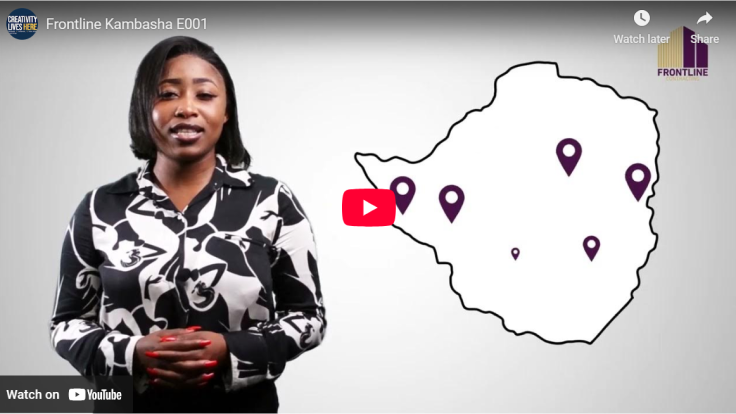 CREATIVITY
LIVES HERE
Frontline Kambasha E001
Watch later
Share
FRONTLINE
Watch on
YouTube